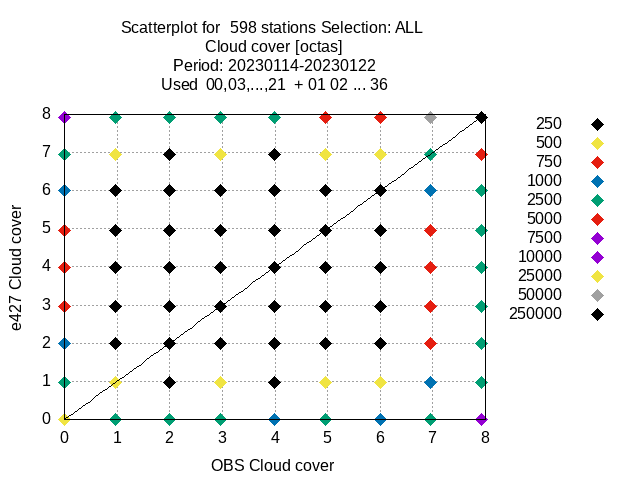 Scatterplot for  598 stations Selection: ALL
Cloud cover [octas]
Period: 20230114-20230122
Used  00,03,...,21  + 01 02 ... 36
8
7
6
5
4
3
2
1
0
e427 Cloud cover
0 1 2 3 4 5 6 7 8
OBS Cloud cover
250
500
750
1000
2500
5000
7500
10000
25000
50000
250000